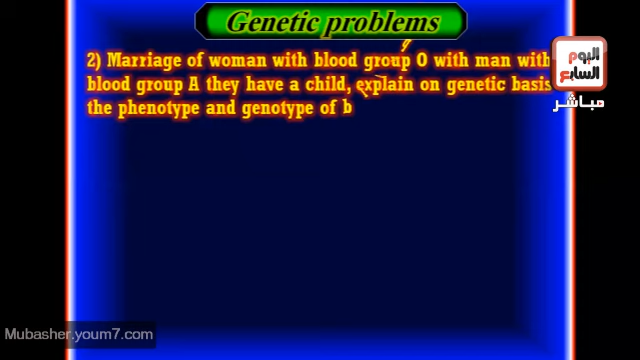 Genetic problems
اليوم
السابع
2) Marriage of woman with blood group O with man with
blood group A they have a child, explain on genetic basis
the phenotype and genotype of b
مباشر
Mubasher.youm7.com